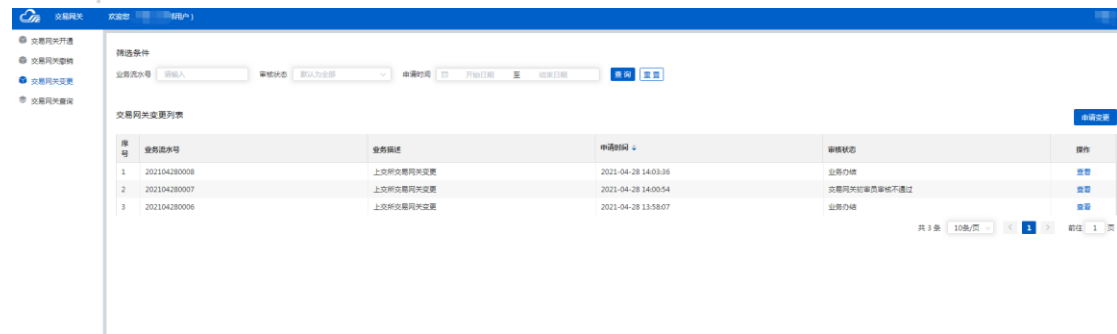 交易网关 欢迎您 用户)
交易网关开通
交易网关撤销
交易网关变更
交易网关查询
筛选条件
业务流水号 请输入 审核状态 默认为全部 申请时间 开始日期 至 结束日期 查询 重置
交易网关变更列表 申请变更
序号 业务流水号 业务描述 申请时间 审核状态 操作
1 202104280008 上交所交易网关变更 2021-04-28 14:03:36 业务办结 查看
2 202104280007 上交所交易网关变更 2021-04-28 14:00:54 交易网关初审员审核不通过 查看
3 202104280006 上交所交易网关变更 2021-04-28 13:58:07 业务办结 查看
共 3 条 10条/页 1 前往 1 页